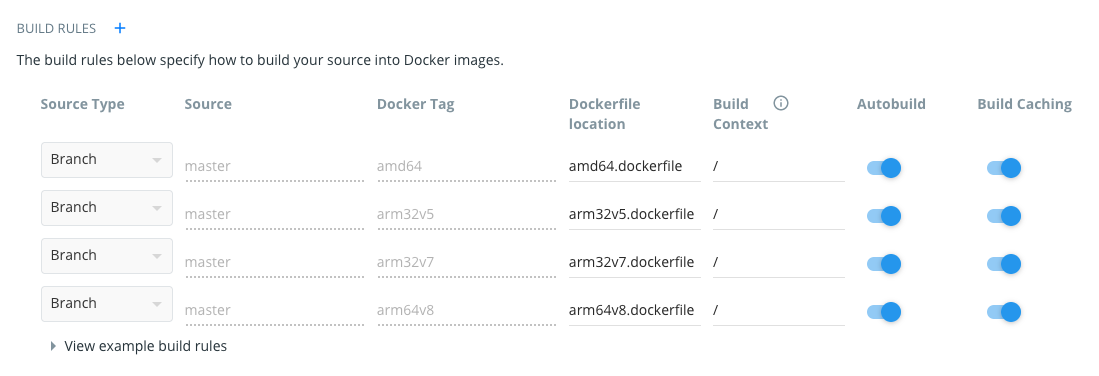 BUILD RULES +
The build rules below specify how to build your source into Docker images.
Source Type Source Docker Tag Dockerfile location Build Context Autobuild Build Caching
Branch master amd64 amd64.dockerfile /
Branch master arm32v5 arm32v5.dockerfile /
Branch master arm32v7 arm32v7.dockerfile /
Branch master arm64v8 arm64v8.dockerfile /
View example build rules